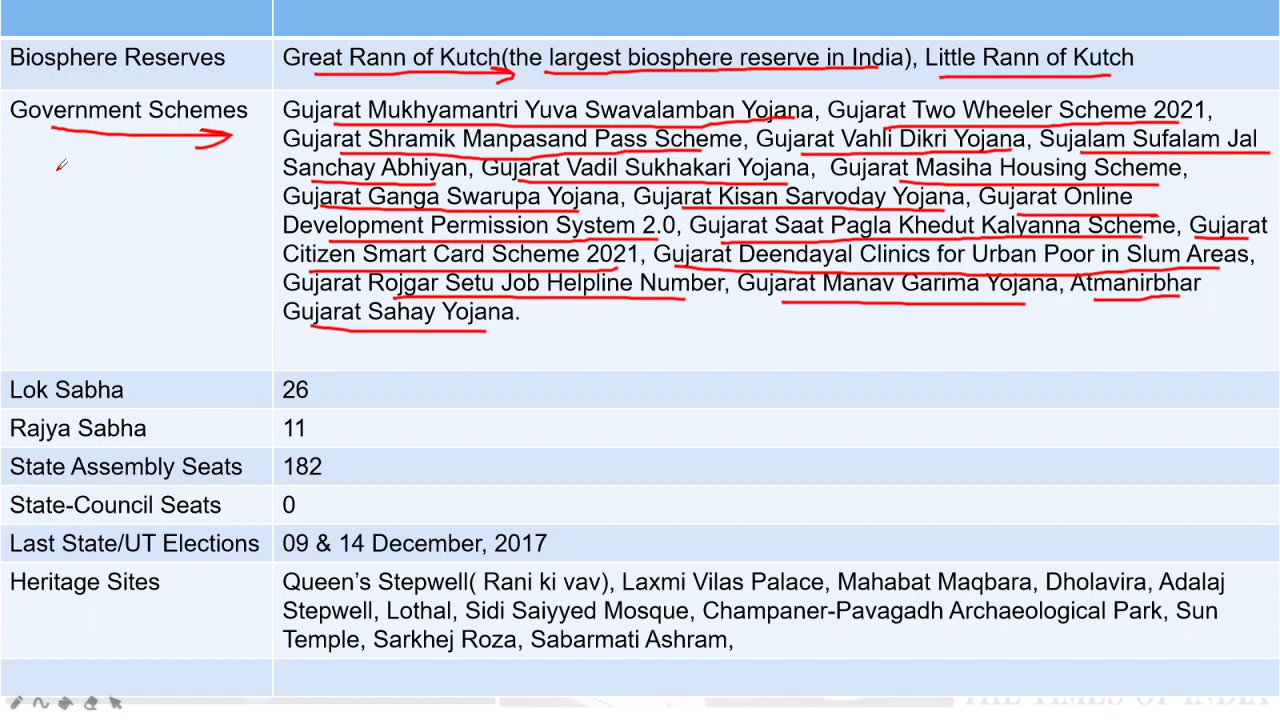 Biosphere Reserves
Great Rann of Kutch(the largest biosphere reserve in India), Little Rann of Kutch
Government Schemes
Gujarat Mukhyamantri Yuva Swavalamban Yojana, Gujarat Two Wheeler Scheme 2021,
Gujarat Shramik Manpasand Pass Scheme, Gujarat Vahli Dikri Yojana, Sujalam Sufalam Jal
Sanchay Abhiyan, Gujarat Vadil Sukhakari Yojana, Gujarat Masiha Housing Scheme,
Gujarat Ganga Swarupa Yojana, Gujarat Kisan Sarvoday Yojana, Gujarat Online
Development Permission System 2.0, Gujarat Saat Pagla Khedut Kalyanna Scheme, Gujarat
Citizen Smart Card Scheme 2021, Gujarat Deendayal Clinics for Urban Poor in Slum Areas,
Gujarat Rojgar Setu Job Helpline Number, Gujarat Manav Garima Yojana, Atmanirbhar
Gujarat Sahay Yojana.
Lok Sabha
26
Rajya Sabha
11
State Assembly Seats
182
State-Council Seats
0
Last State/UT Elections
09 & 14 December, 2017
Heritage Sites
Queen's Stepwell( Rani ki vav), Laxmi Vilas Palace, Mahabat Maqbara, Dholavira, Adalaj
Stepwell, Lothal, Sidi Saiyyed Mosque, Champaner-Pavagadh Archaeological Park, Sun
Temple, Sarkhej Roza, Sabarmati Ashram,
THE TIMES OF INDIA